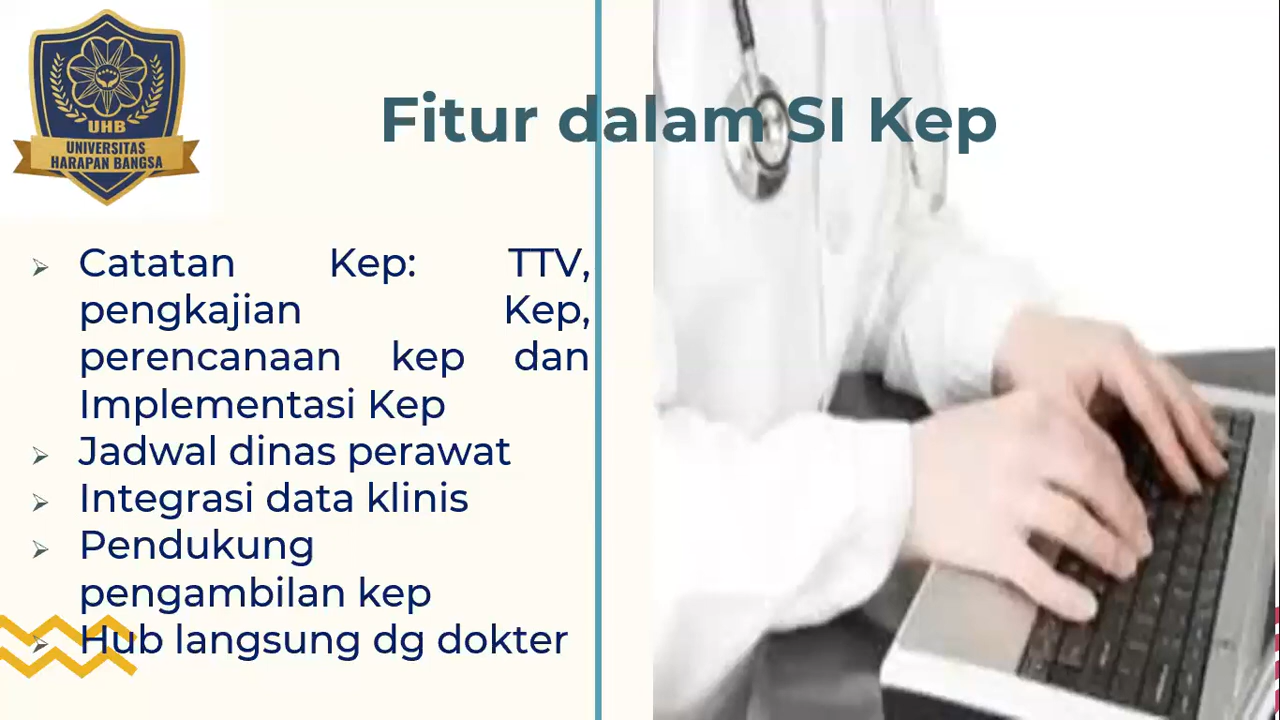 UHB
UNIVERSITAS
HARAPAN BANGSA
Fitur dalam SI Kep
Catatan Kep: TTV,
pengkajian Kep,
perencanaan kep dan
Implementasi Kep
Jadwal dinas perawat
Integrasi data klinis
Pendukung
pengambilan kep
Hub langsung dg dokter